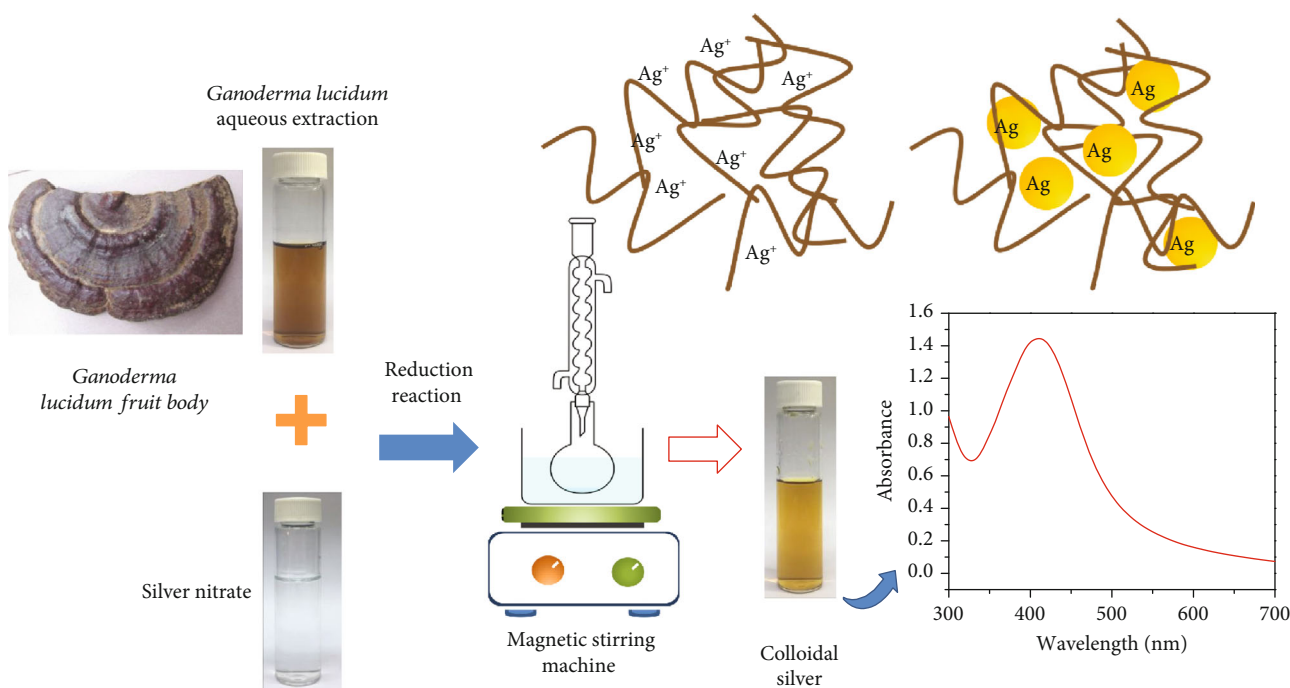 Ganoderma lucidum
aqueous extraction
Ganoderma
lucidum fruit body
Silver nitrate
Reduction
reaction
Magnetic stirring
machine
Colloidal
silver
Ag⁺
Ag⁺
Ag⁺
Ag⁺
Ag⁺
Ag⁺
Ag⁺
Ag
Ag
Ag
Ag
Ag
Absorbance
1.6
1.4
1.2
1.0
0.8
0.6
0.4
0.2
0.0
300 400 500 600 700
Wavelength (nm)